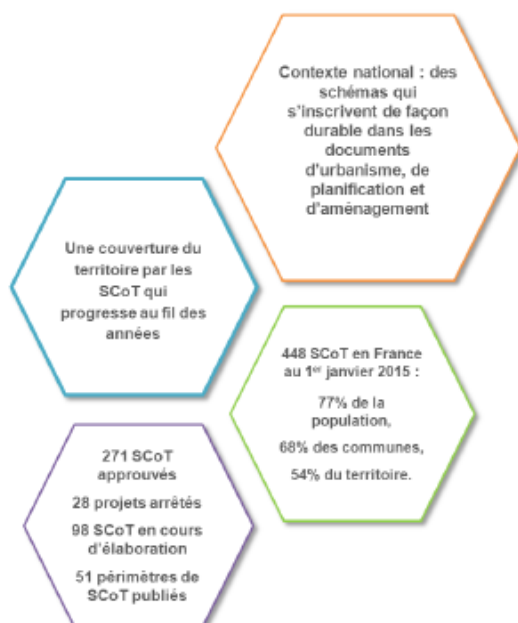 Contexte national : des
schémas qui
s'inscrivent de façon
durable dans les
documents
d'urbanisme, de
planification et
d'aménagement
Une couverture du
territoire par les
SCoT qui
progresse au fil des
années
448 SCoT en France
au 1er janvier 2015 :
77% de la
population,
68% des communes,
54% du territoire.
271 SCoT
approuvés
28 projets arrêtés
98 SCoT en cours
d'élaboration
51 périmètres de
SCoT publiés